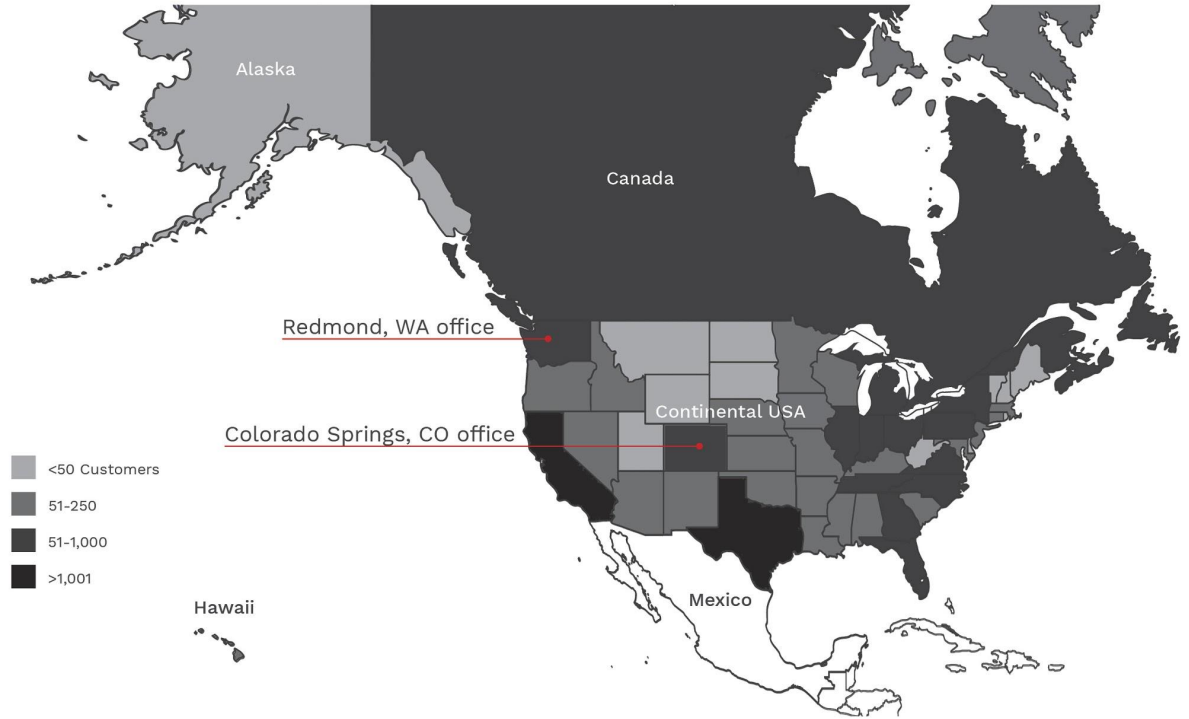 Alaska
Canada
Redmond, WA office
Continental USA
Colorado Springs, CO office
<50 Customers
51-250
51-1,000
>1,001
Hawaii
Mexico